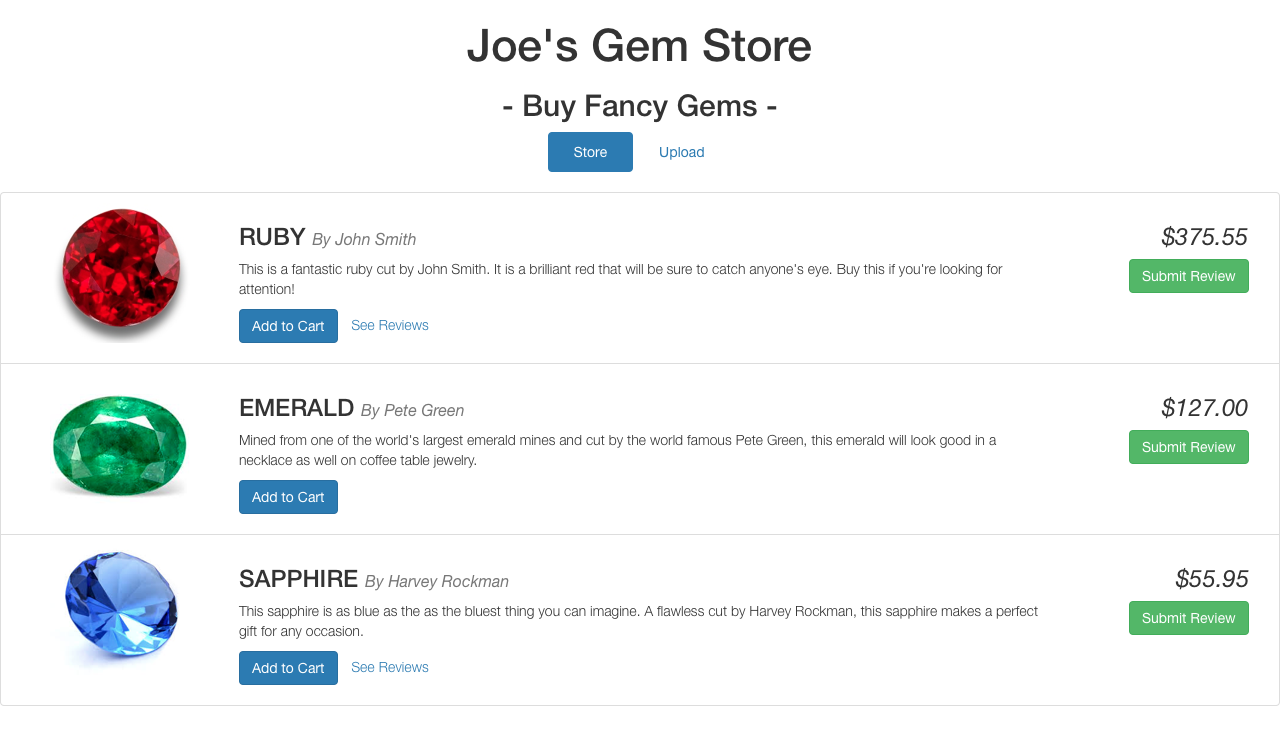 Joe's Gem Store
- Buy Fancy Gems -
Store Upload
RUBY By John Smith
$375.55
This is a fantastic ruby cut by John Smith. It is a brilliant red that will be sure to catch anyone's eye. Buy this if you're looking for
attention!
Submit Review
Add to Cart See Reviews
EMERALD By Pete Green
$127.00
Mined from one of the world's largest emerald mines and cut by the world famous Pete Green, this emerald will look good in a
necklace as well on coffee table jewelry.
Submit Review
Add to Cart
SAPPHIRE By Harvey Rockman
$55.95
This sapphire is as blue as the as the bluest thing you can imagine. A flawless cut by Harvey Rockman, this sapphire makes a perfect
gift for any occasion.
Submit Review
Add to Cart See Reviews